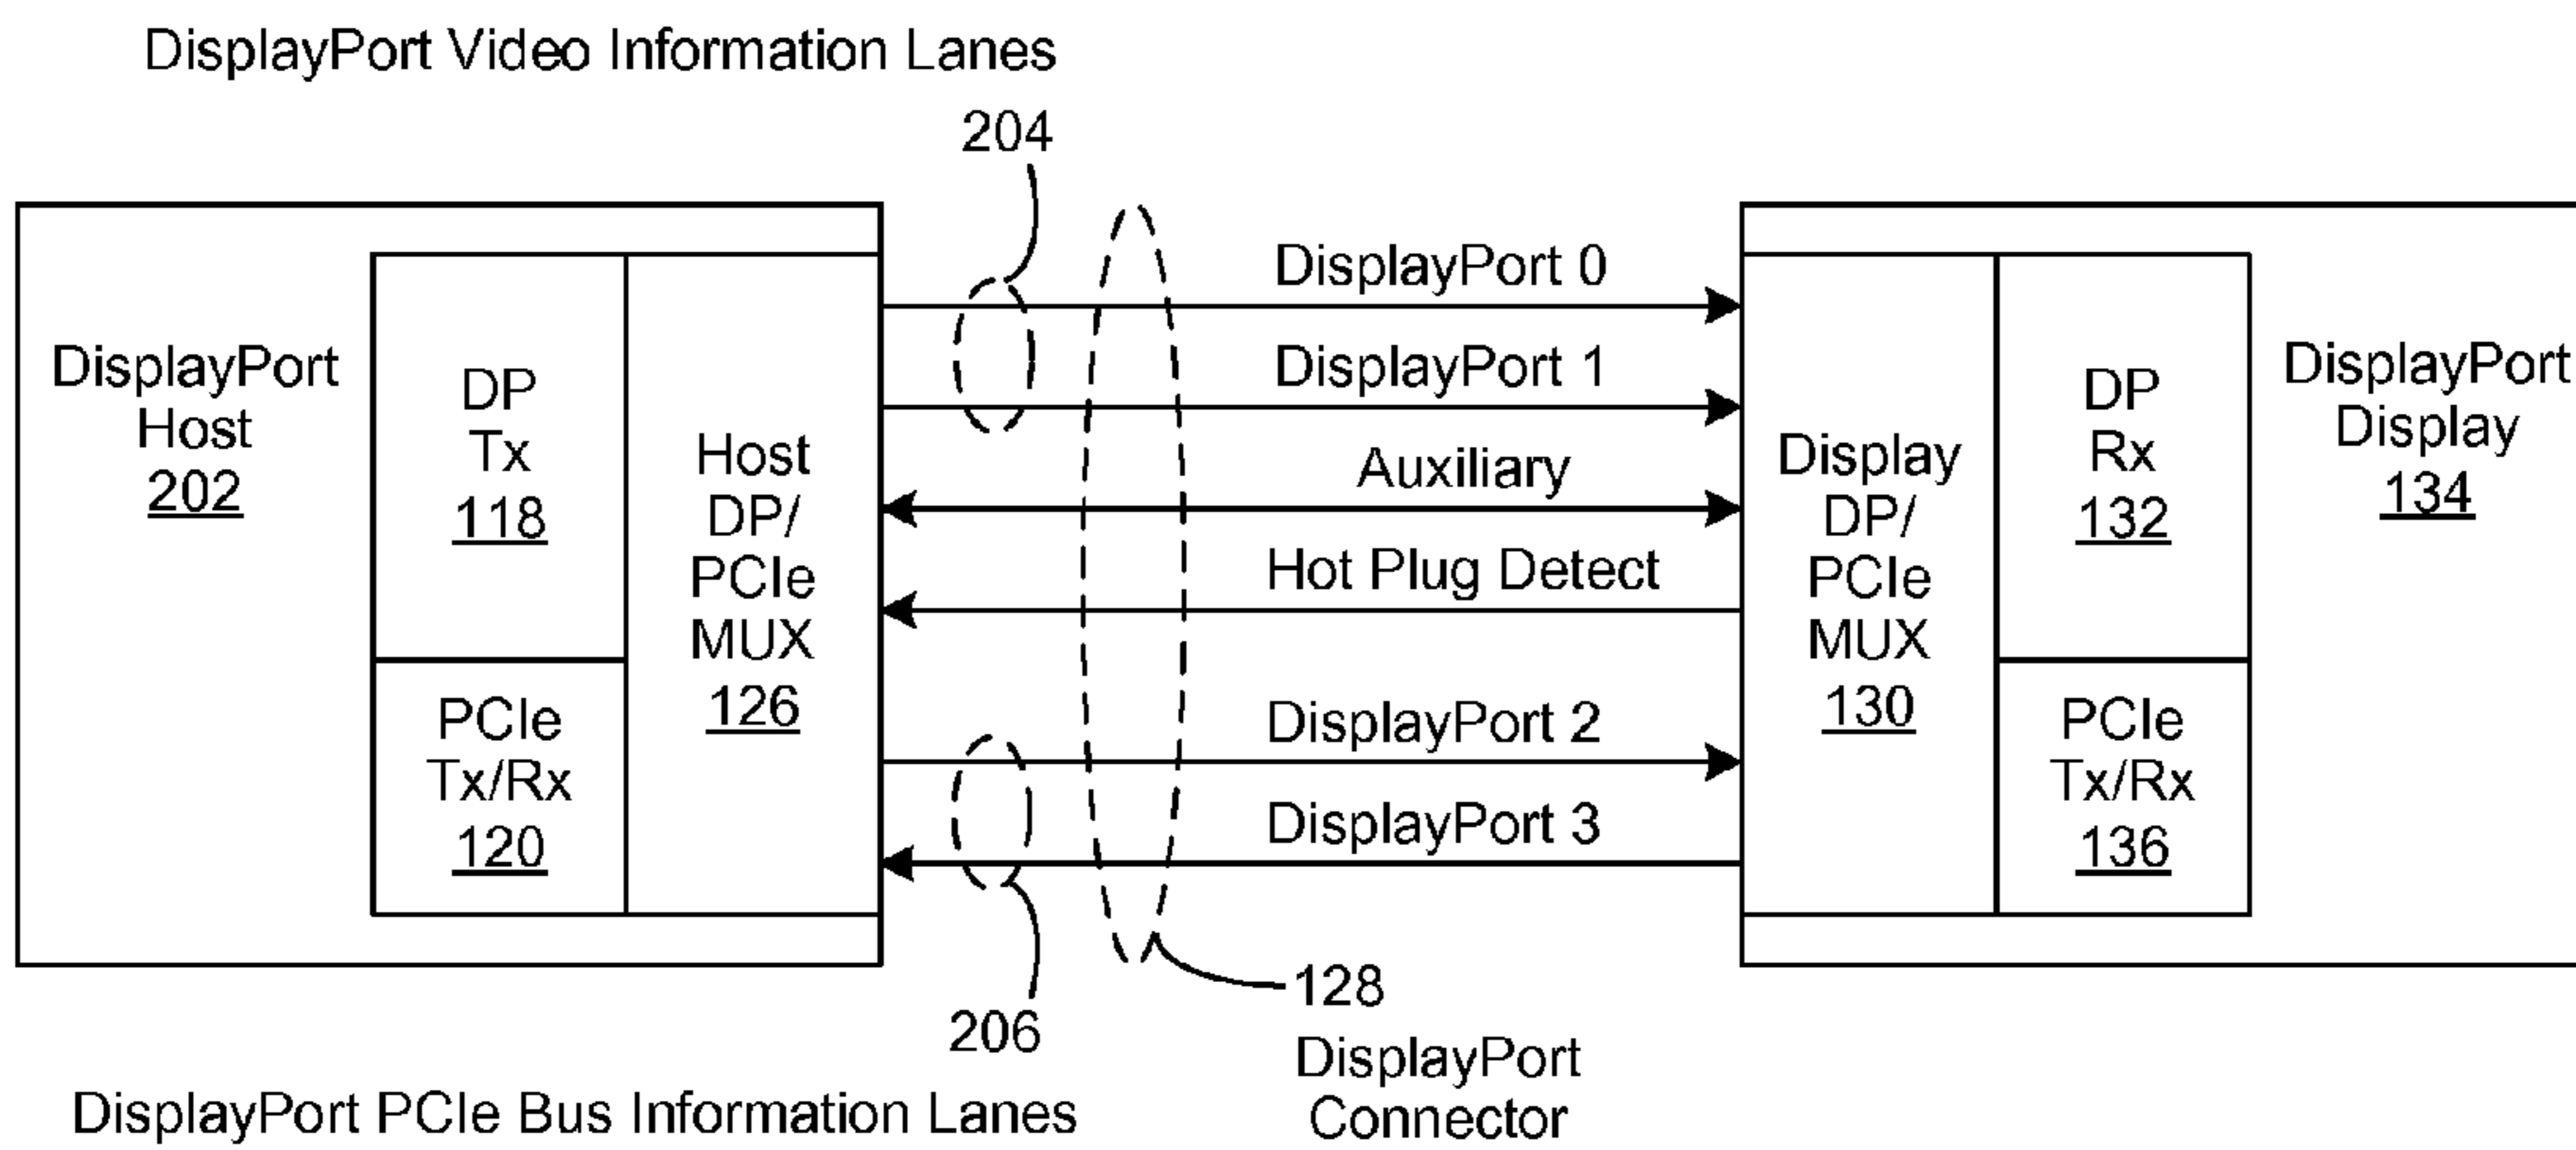 DisplayPort Video Information Lanes
204
DisplayPort
Host
202
DP
Tx
118
PCIe
Tx/Rx
120
Host
DP/
PCIe
MUX
126
DisplayPort 0
DisplayPort 1
Auxiliary
Hot Plug Detect
DisplayPort 2
DisplayPort 3
Display
DP/
PCIe
MUX
130
DP
Rx
132
PCIe
Tx/Rx
136
DisplayPort
Display
134
206
128
DisplayPort
Connector
DisplayPort PCIe Bus Information Lanes